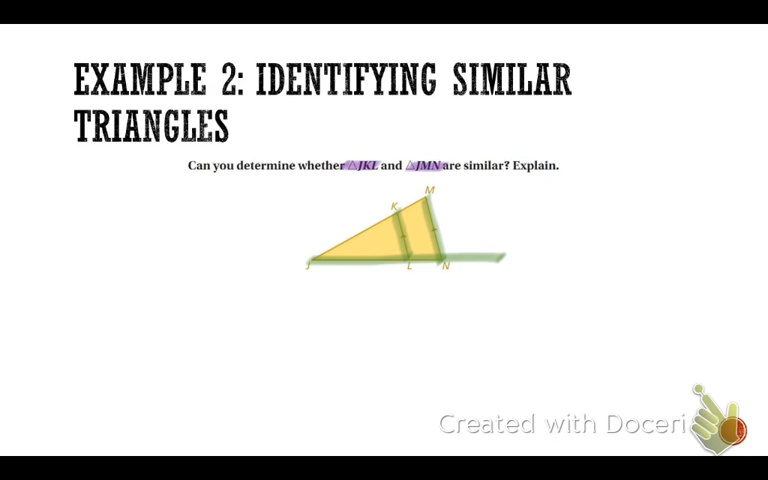 EXAMPLE 2: IDENTIFYING SIMILAR
TRIANGLES
Can you determine whether △JKL and △JMN are similar? Explain.
M
K
J
L
N
Created with Doceri